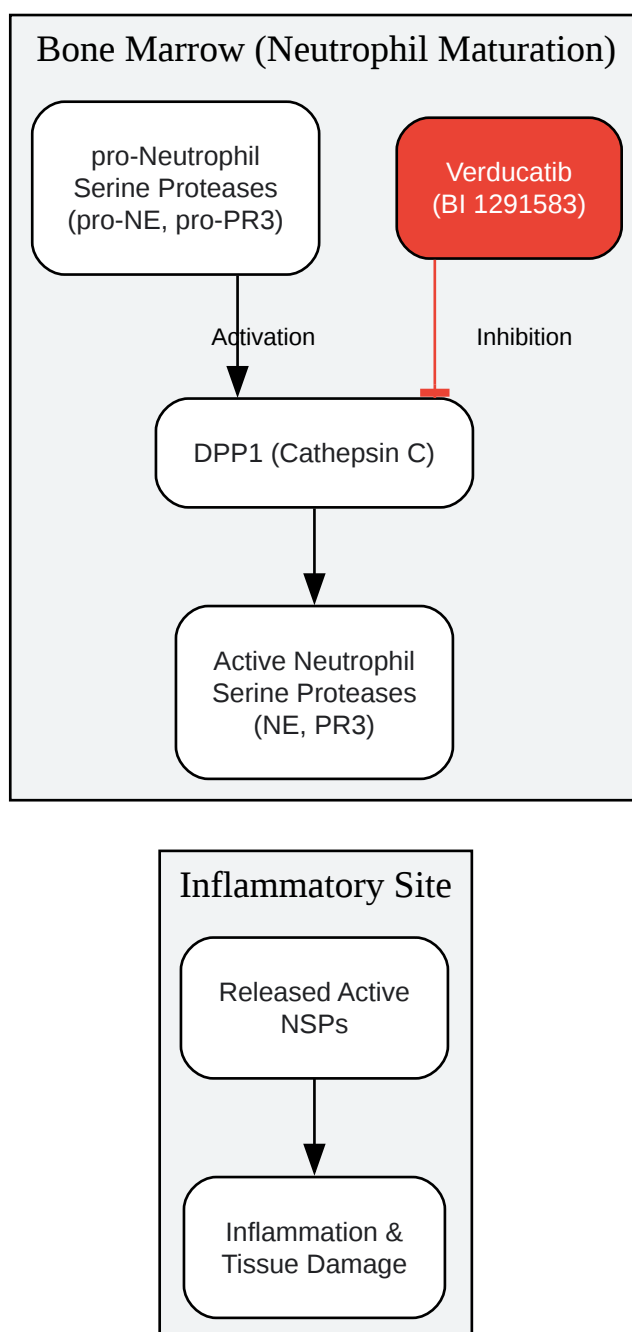 Bone Marrow (Neutrophil Maturation)
pro-Neutrophil
Serine Proteases
(pro-NE, pro-PR3)
Verducatib
(BI 1291583)
Activation
Inhibition
DPP1 (Cathepsin C)
Active Neutrophil
Serine Proteases
(NE, PR3)
Inflammatory Site
Released Active
NSPs
Inflammation &
Tissue Damage